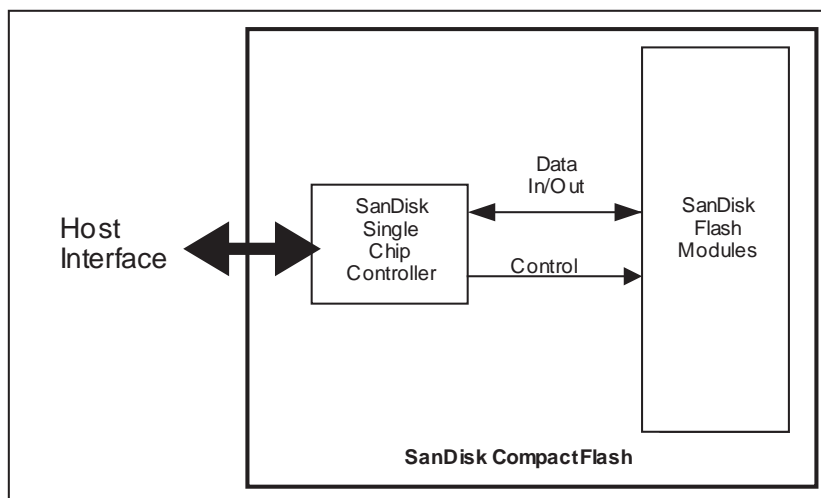 Host
Interface
SanDisk
Single
Chip
Controller
Data
In/Out
Control
SanDisk
Flash
Modules
SanDisk CompactFlash